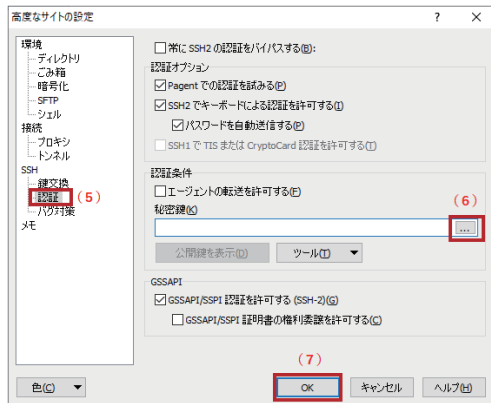 高度なサイトの設定
? ×
環境
ディレクトリ
ごみ箱
暗号化
SFTP
シェル
接続
プロキシ
トンネル
SSH
鍵交換
認証 (5)
バグ対策
メモ
常に SSH2 の認証をバイパスする(B):
認証オプション
Pagent での認証を試みる(P)
SSH2 でキーボードによる認証を許可する(I)
パスワードを自動送信する(P)
SSH1 で TIS または CryptoCard 認証を許可する(T)
認証条件
エージェントの転送を許可する(F)
秘密鍵(K)
(6)
...
公開鍵を表示(D)
ツール(T)
GSSAPI
GSSAPI/SSPI 認証を許可する (SSH-2)(G)
GSSAPI/SSPI 証明書の権利委譲を許可する(C)
(7)
色(C)
OK
キャンセル
ヘルプ(H)